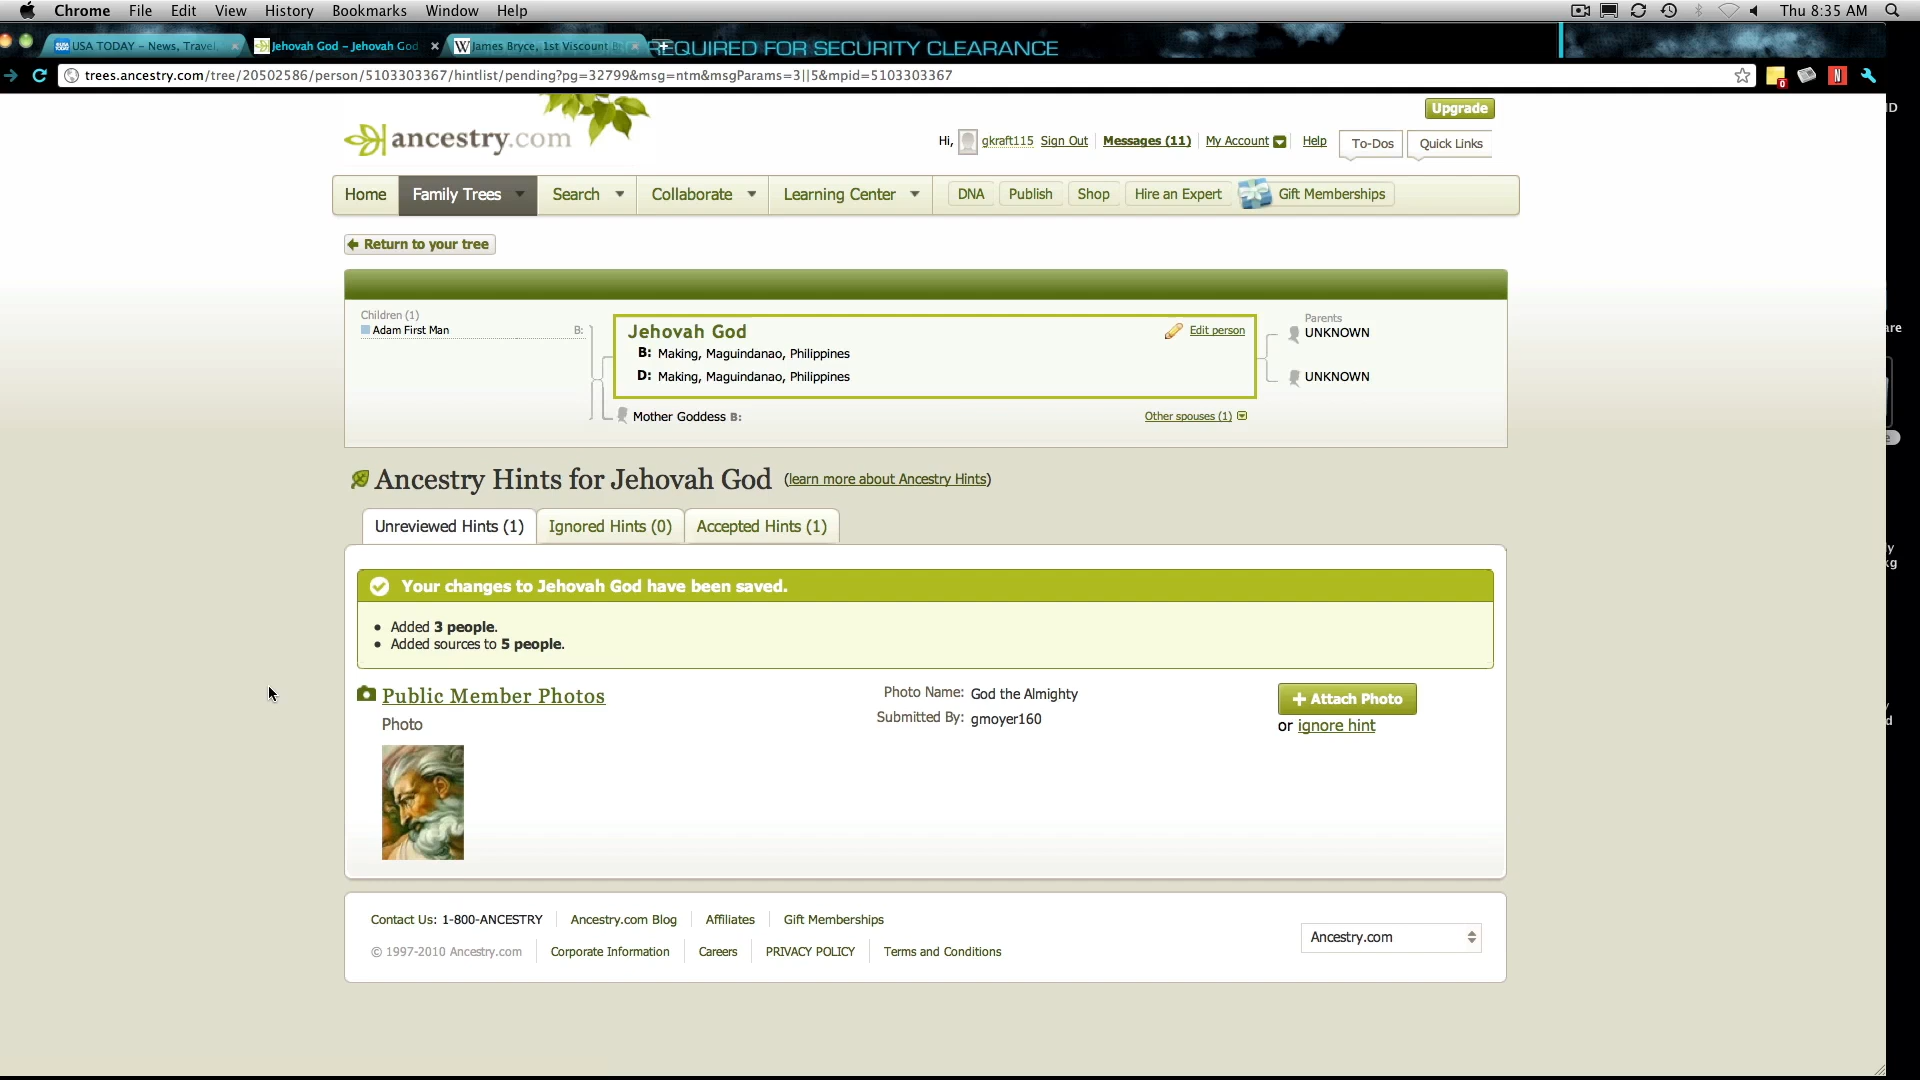 Chrome File Edit View History Bookmarks Window Help Thu 8:35 AM
USA TODAY – News, Travel, Jehovah God – Jehovah God W James Bryce, 1st Viscount REQUIRED FOR SECURITY CLEARANCE
trees.ancestry.com/tree/20502586/person/5103303367/hintlist/pending?pg=32799&msg=ntm&msgParams=3||5&mpid=5103303367
0 N
Upgrade
ancestry.com
Hi, gkraft115 Sign Out Messages (11) My Account Help To-Dos Quick Links
Home Family Trees Search Collaborate Learning Center DNA Publish Shop Hire an Expert Gift Memberships
Return to your tree
Children (1)
Adam First Man B:
Jehovah God Edit person
B: Making, Maguindanao, Philippines
D: Making, Maguindanao, Philippines
Mother Goddess B: Other spouses (1)
Parents
UNKNOWN
UNKNOWN
Ancestry Hints for Jehovah God (learn more about Ancestry Hints)
Unreviewed Hints (1) Ignored Hints (0) Accepted Hints (1)
Your changes to Jehovah God have been saved.
• Added 3 people.
• Added sources to 5 people.
Public Member Photos
Photo
Photo Name: God the Almighty
Submitted By: gmoyer160
+ Attach Photo
or ignore hint
Contact Us: 1-800-ANCESTRY Ancestry.com Blog Affiliates Gift Memberships
© 1997-2010 Ancestry.com Corporate Information Careers PRIVACY POLICY Terms and Conditions
Ancestry.com